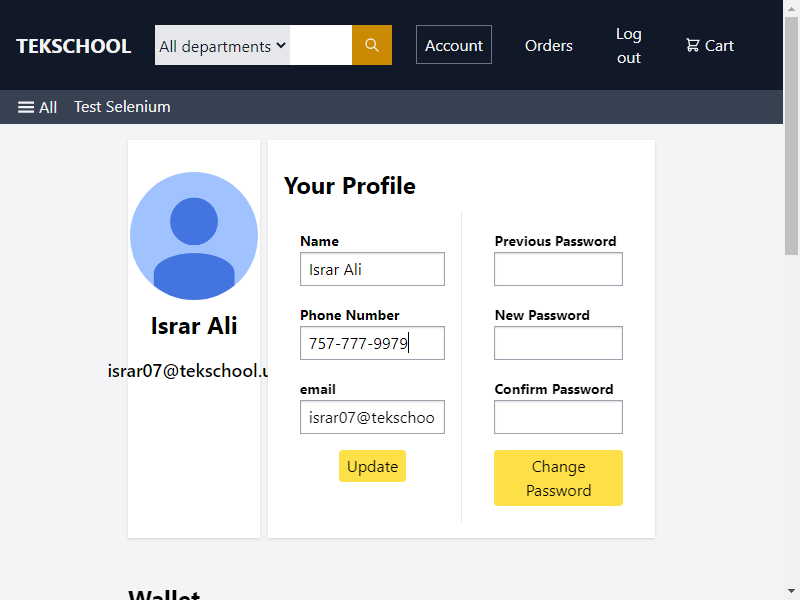 TEKSCHOOL
All departments
Account
Orders
Log
out
Cart
All
Test Selenium
Israr Ali
israr07@tekschool.u
Your Profile
Name
Israr Ali
Phone Number
757-777-9979
email
israr07@tekschoo
Update
Previous Password
New Password
Confirm Password
Change
Password
Wallet